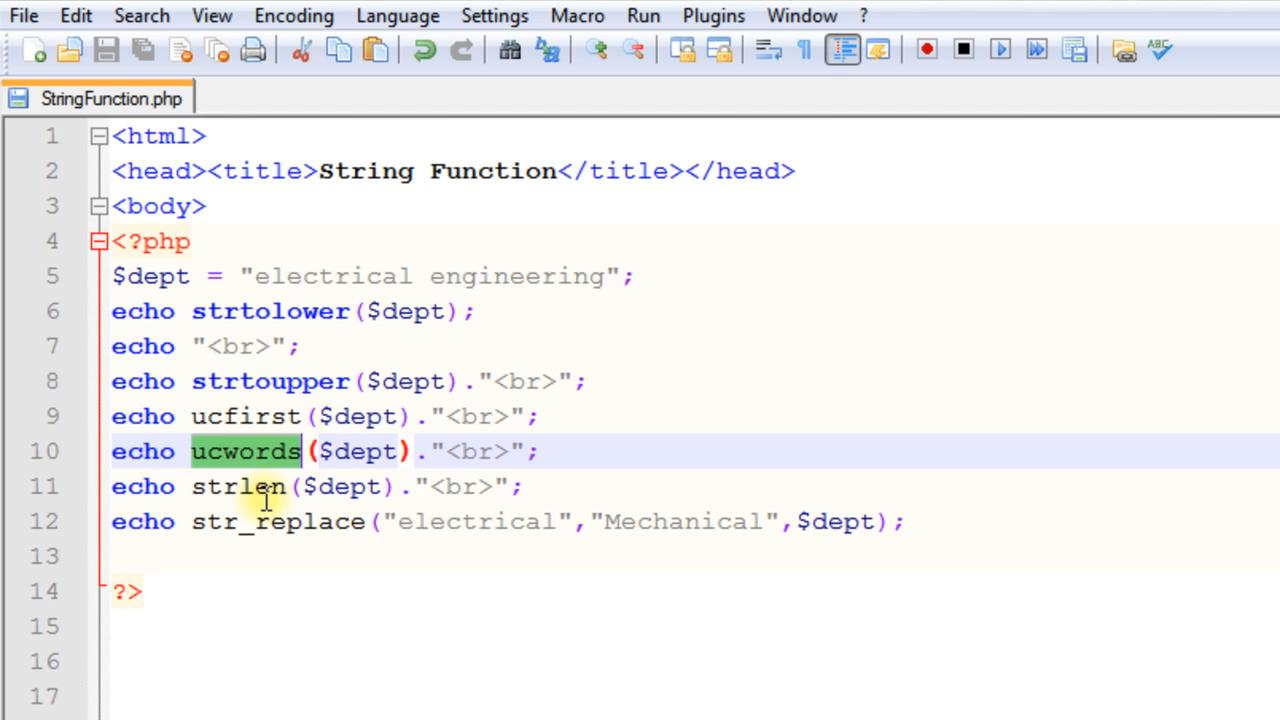 File Edit Search View Encoding Language Settings Macro Run Plugins Window ?
ABC
StringFunction.php
1 <html>
2 <head><title>String Function</title></head>
3 <body>
4 <?php
5 $dept = "electrical engineering";
6 echo strtolower($dept);
7 echo "<br>";
8 echo strtoupper($dept)."<br>";
9 echo ucfirst($dept)."<br>";
10 echo ucwords($dept)."<br>";
11 echo strlen($dept)."<br>";
12 echo str_replace("electrical","Mechanical",$dept);
13
14 ?>
15
16
17